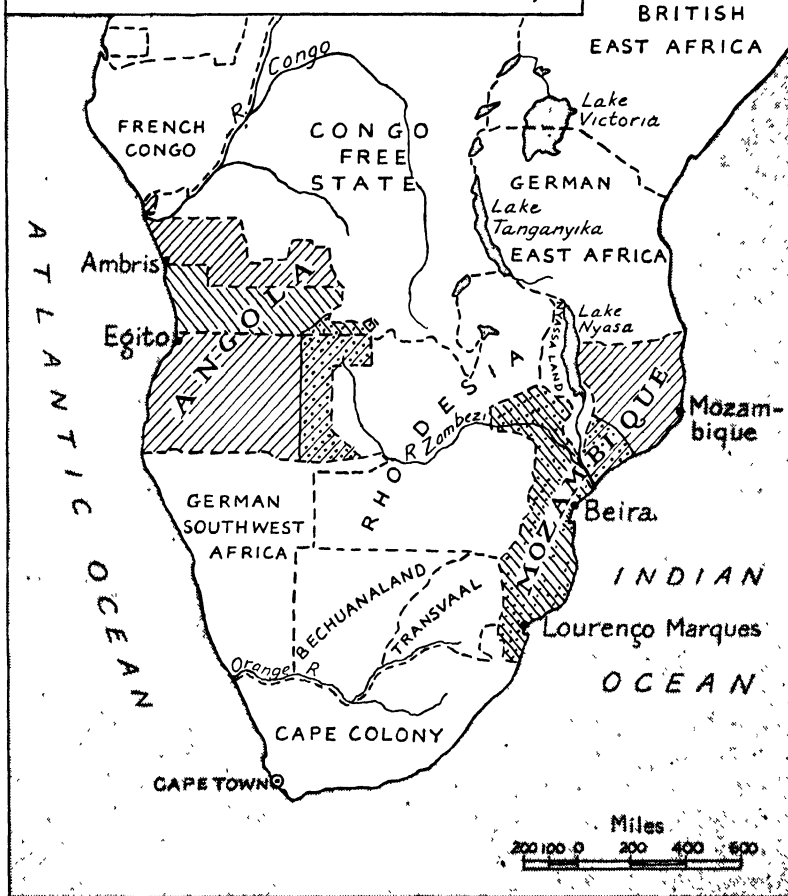 BRITISH
EAST AFRICA
Congo
R.
Lake
Victoria
FRENCH
CONGO
CONGO
FREE
STATE
GERMAN
EAST AFRICA
Lake
Tanganyika
ATLANTIC OCEAN
Ambris
Egito
ANGOLA
Lake
Nyasa
NYASSA LAND
RHODESIA
R Zambezi
MOZAMBIQUE
Mozam-
bique
Beira
GERMAN
SOUTHWEST
AFRICA
BECHUANALAND
TRANSVAAL
INDIAN
OCEAN
Lourenço Marques
Orange R
CAPE COLONY
CAPE TOWN
Miles
200 100 0 200 400 600